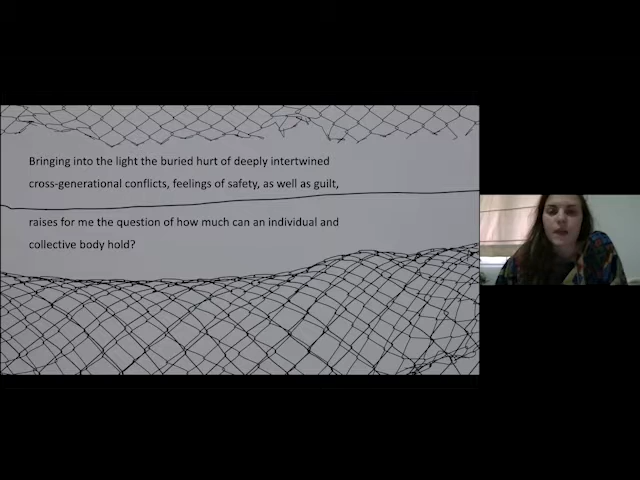 Bringing into the light the buried hurt of deeply intertwined
cross-generational conflicts, feelings of safety, as well as guilt,
raises for me the question of how much can an individual and
collective body hold?